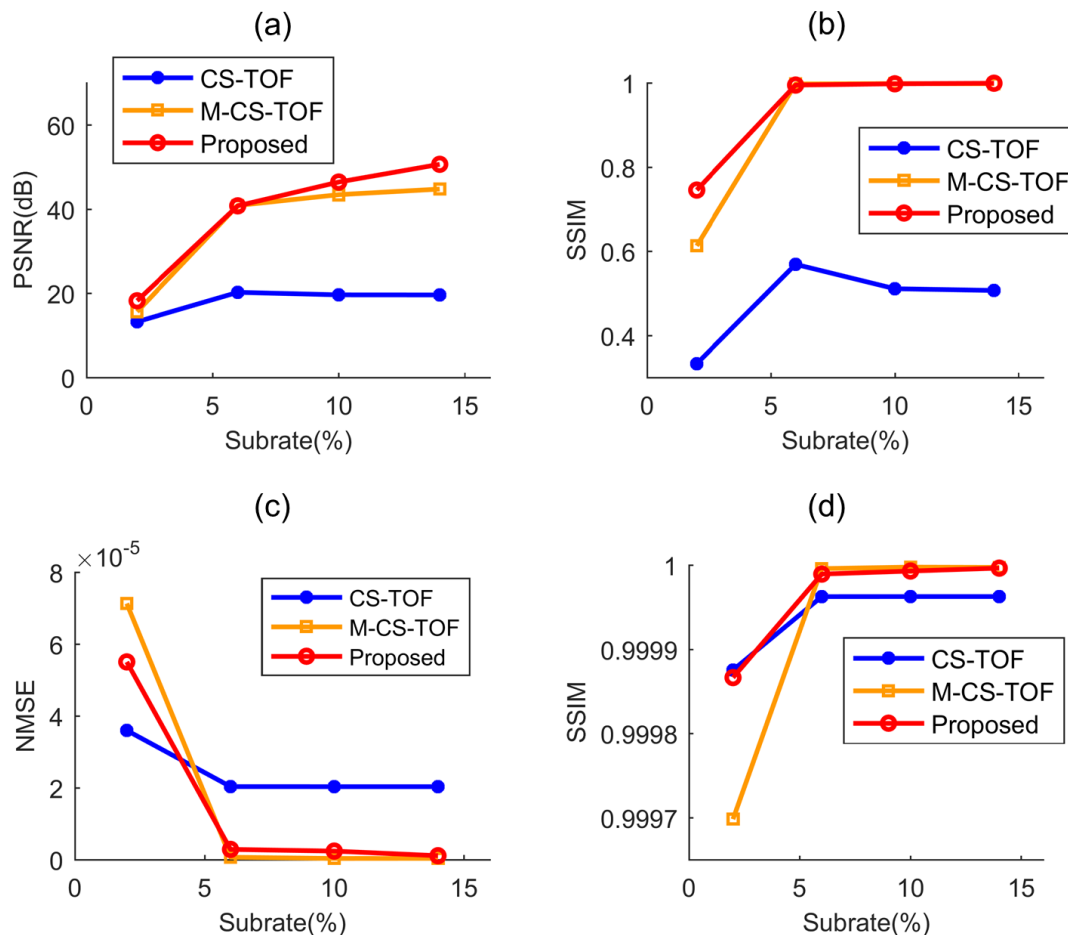 (a)
CS-TOF
M-CS-TOF
Proposed
60
40
20
0
PSNR(dB)
0 5 10 15
Subrate(%)
(b)
1
0.8
0.6
0.4
SSIM
CS-TOF
M-CS-TOF
Proposed
0 5 10 15
Subrate(%)
(c)
×10-5
8
6
4
2
0
NMSE
CS-TOF
M-CS-TOF
Proposed
0 5 10 15
Subrate(%)
(d)
1
0.9999
0.9998
0.9997
SSIM
CS-TOF
M-CS-TOF
Proposed
0 5 10 15
Subrate(%)